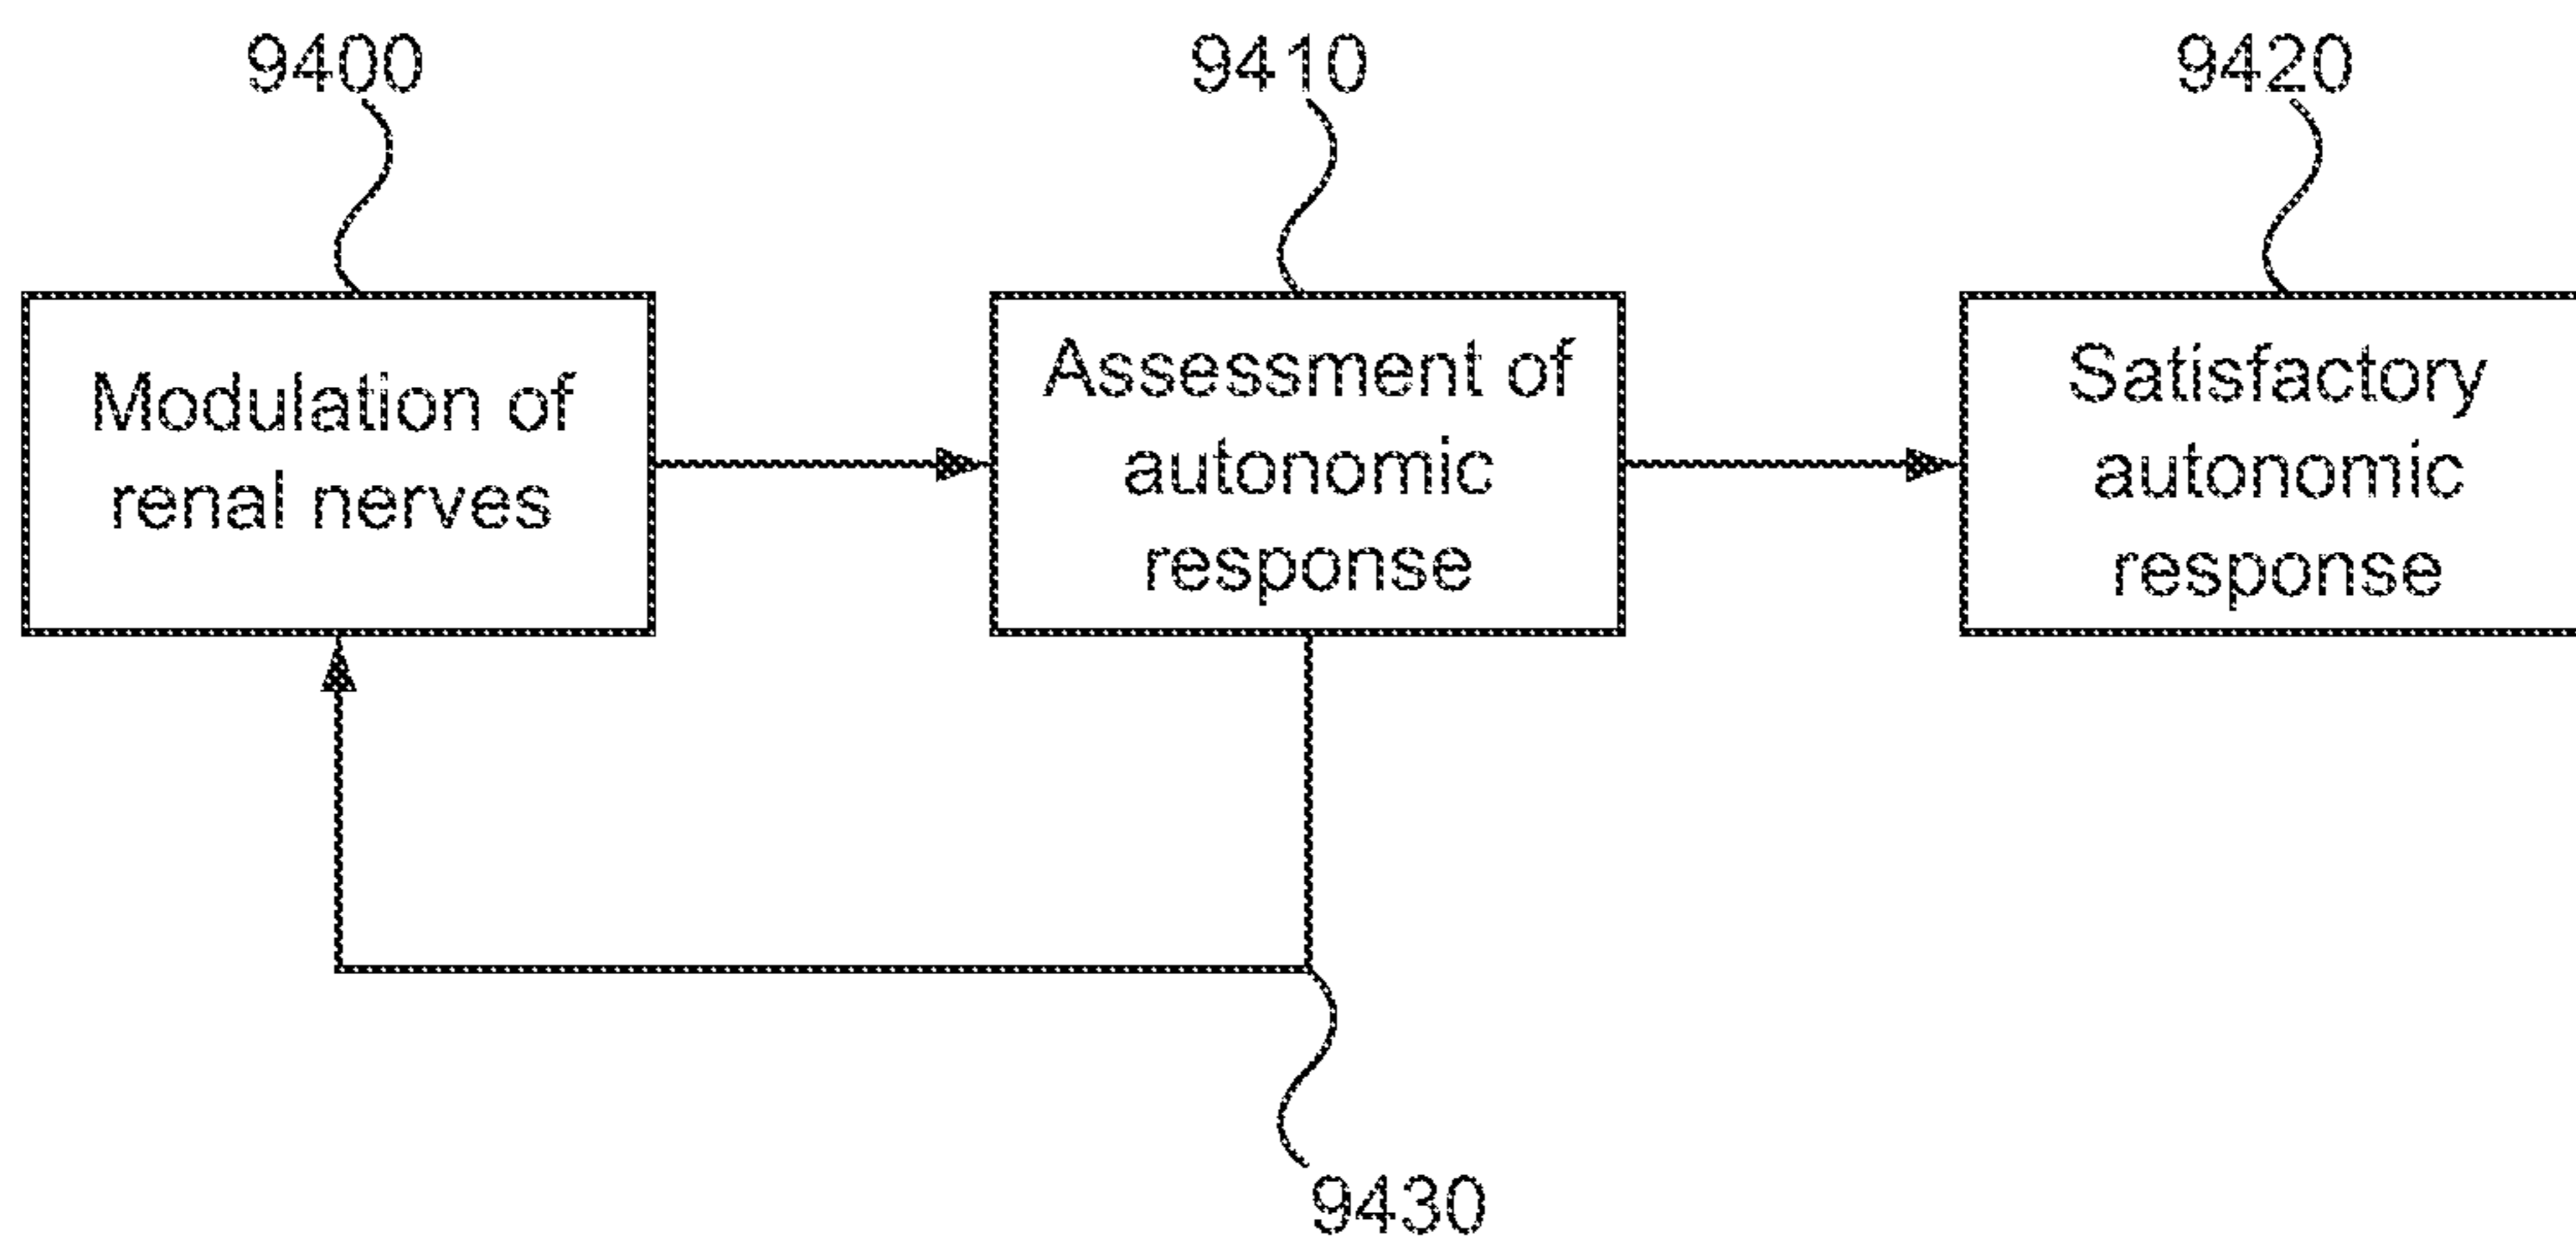 9400
9410
9420
Modulation of
renal nerves
Assessment of
autonomic
response
Satisfactory
autonomic
response
9430